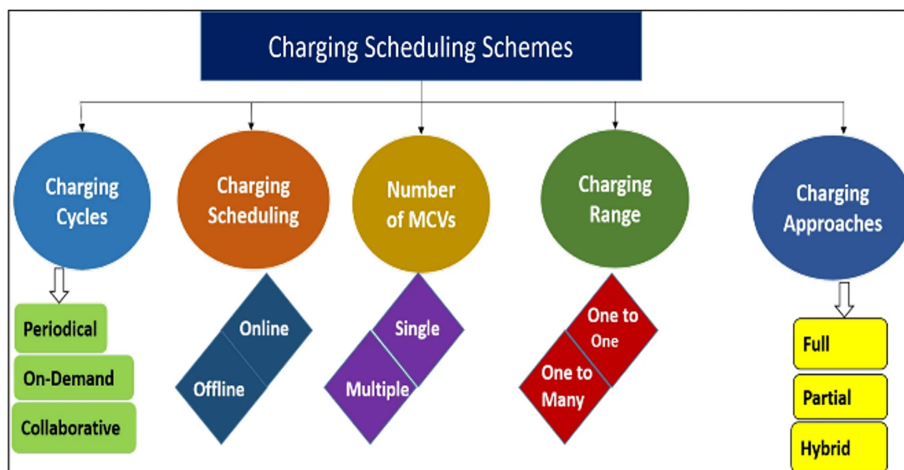 Charging Scheduling Schemes
Charging
Cycles
Charging
Scheduling
Number
of MCVs
Charging
Range
Charging
Approaches
Periodical
On-Demand
Collaborative
Online
Offline
Single
Multiple
One to
One
One to
Many
Full
Partial
Hybrid